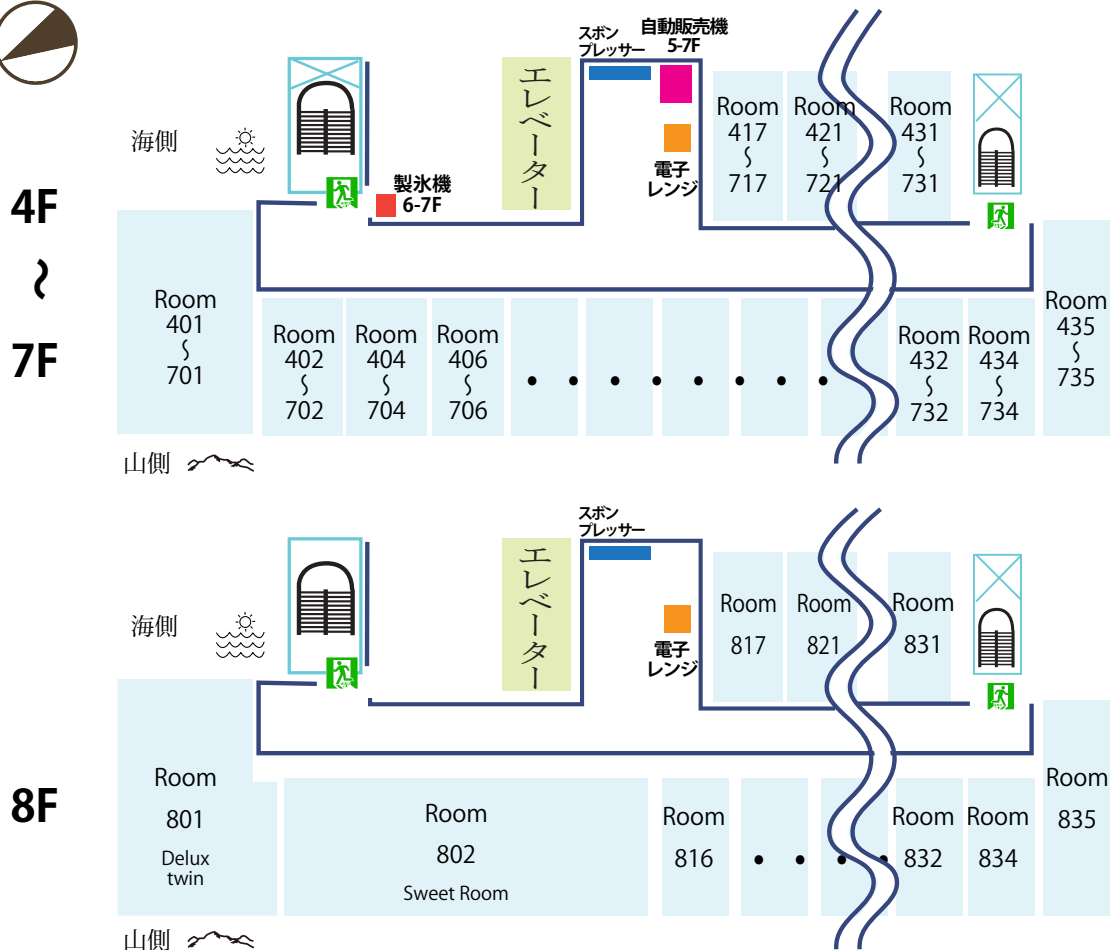 スボン
プレッサー
自動販売機
5-7F
エレベーター
海側
4F
〜
7F
製氷機
6-7F
電子
レンジ
Room
417
〜
717
Room
421
〜
721
Room
431
〜
731
Room
401
〜
701
Room
402
〜
702
Room
404
〜
704
Room
406
〜
706
Room
432
〜
732
Room
434
〜
734
Room
435
〜
735
山側
スボン
プレッサー
エレベーター
海側
電子
レンジ
Room
817
Room
821
Room
831
8F
Room
801
Delux
twin
Room
802
Sweet Room
Room
816
Room
832
Room
834
Room
835
山側